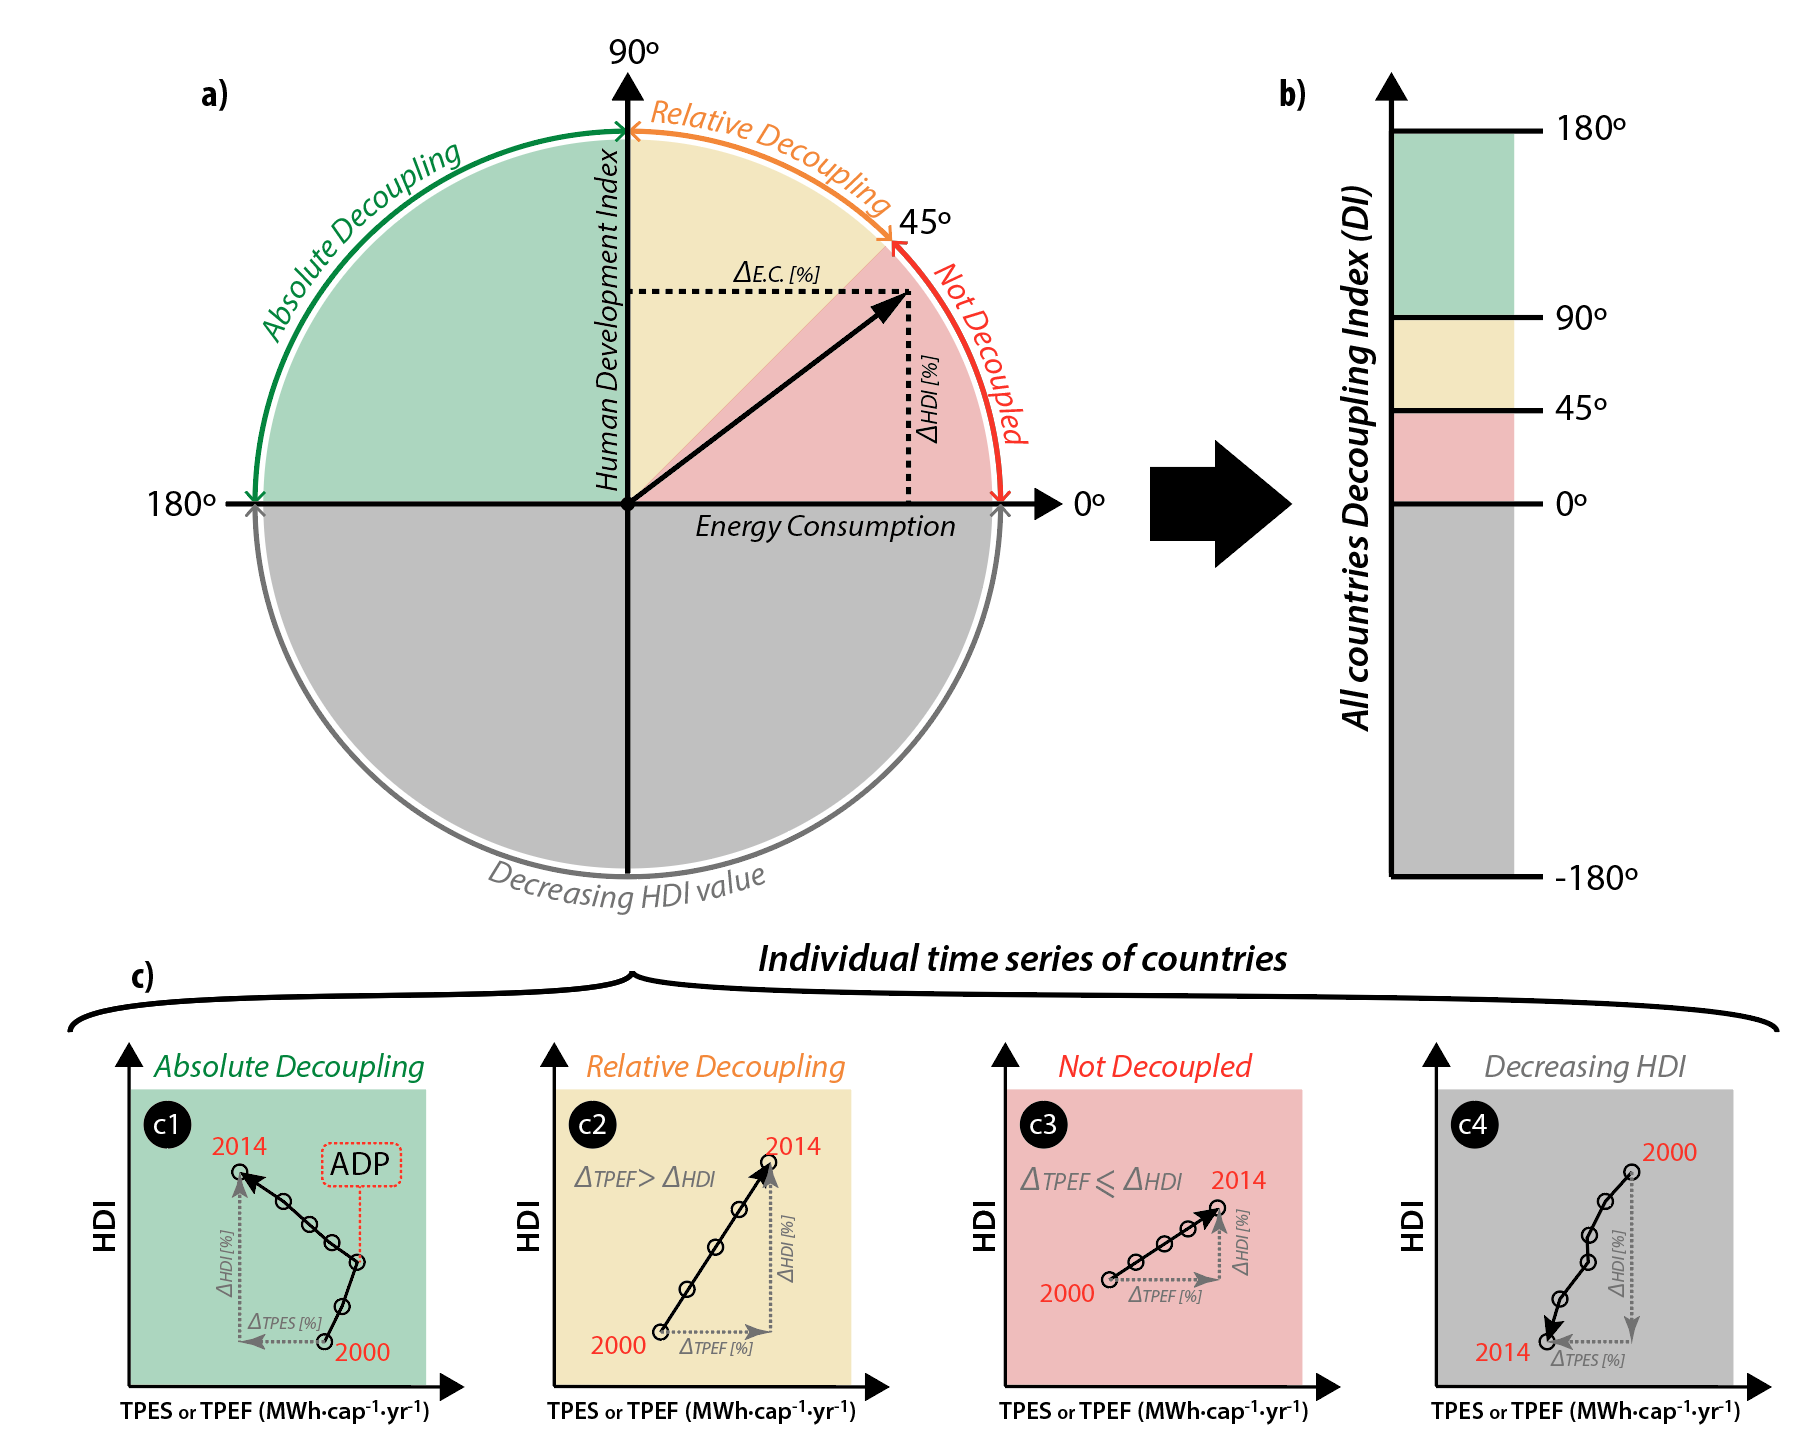 a)
90º
Absolute Decoupling
Relative Decoupling
45º
Not Decoupled
Human Development Index
ΔE.C. [%]
ΔHDI [%]
180º
0º
Energy Consumption
Decreasing HDI value
b)
All countries Decoupling Index (DI)
180º
90º
45º
0º
-180º
c)
Individual time series of countries
Absolute Decoupling
c1
2014
ADP
HDI
ΔHDI [%]
ΔTPES [%]
2000
TPES or TPEF (MWh·cap⁻¹·yr⁻¹)
Relative Decoupling
c2
2014
ΔTPEF > ΔHDI
HDI
ΔHDI [%]
2000
ΔTPEF [%]
TPES or TPEF (MWh·cap⁻¹·yr⁻¹)
Not Decoupled
c3
ΔTPEF ⩽ ΔHDI
2014
HDI
ΔHDI [%]
2000
ΔTPEF [%]
TPES or TPEF (MWh·cap⁻¹·yr⁻¹)
Decreasing HDI
c4
2000
HDI
ΔHDI [%]
2014
ΔTPES [%]
TPES or TPEF (MWh·cap⁻¹·yr⁻¹)